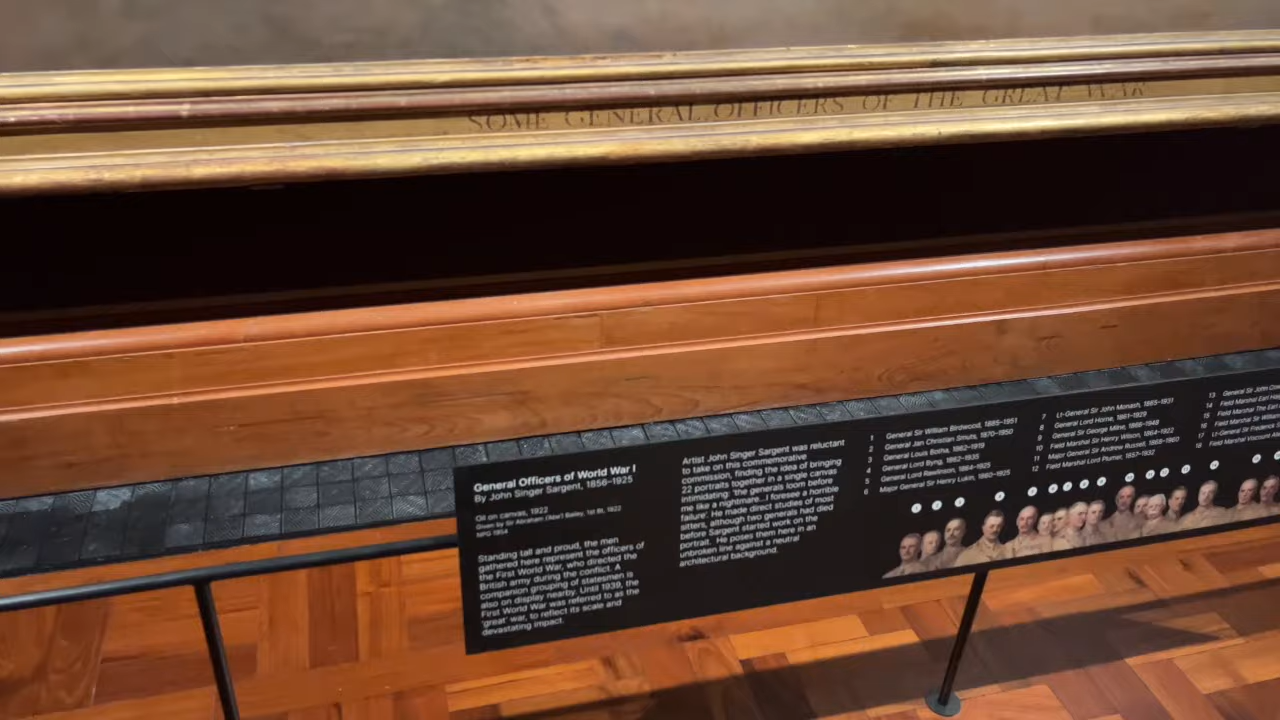 SOME GENERAL OFFICERS OF THE GREAT WAR
General Officers of World War I
By John Singer Sargent, 1856–1925
Oil on canvas, 1922
Given by Sir Abraham (Abe) Bailey, 1st Bt, 1922
NPG 1954
Standing tall and proud, the men
gathered here represent the officers of
the First World War, who directed the
British army during the conflict. A
companion grouping of statesmen is
also on display nearby. Until 1939, the
First World War was referred to as the
'great' war, to reflect its scale and
devastating impact.
Artist John Singer Sargent was reluctant
to take on this commemorative
commission, finding the idea of bringing
22 portraits together in a single canvas
intimidating: 'the generals loom before
me like a nightmare...I foresee a horrible
failure'. He made direct studies of most
sitters, although two generals had died
before Sargent started work on the
portrait. He poses them here in an
unbroken line against a neutral
architectural background.
1 General Sir William Birdwood, 1865–1951
2 General Jan Christian Smuts, 1870–1950
3 General Louis Botha, 1862–1919
4 General Lord Byng, 1862–1935
5 General Lord Rawlinson, 1864–1925
6 Major General Sir Henry Lukin, 1860–1925
7 Lt-General Sir John Monash, 1865–1931
8 General Lord Horne, 1861–1929
9 General Sir George Milne, 1866–1948
10 Field Marshal Sir Henry Wilson, 1864–1922
11 Major General Sir Andrew Russell, 1868–1960
12 Field Marshal Lord Plumer, 1857–1932
13 General Sir John
14 Field Marshal Earl
15 Field Marshal The Earl
16 Field Marshal Sir
17 Lt-General Sir Frederick
18 Field Marshal Viscount